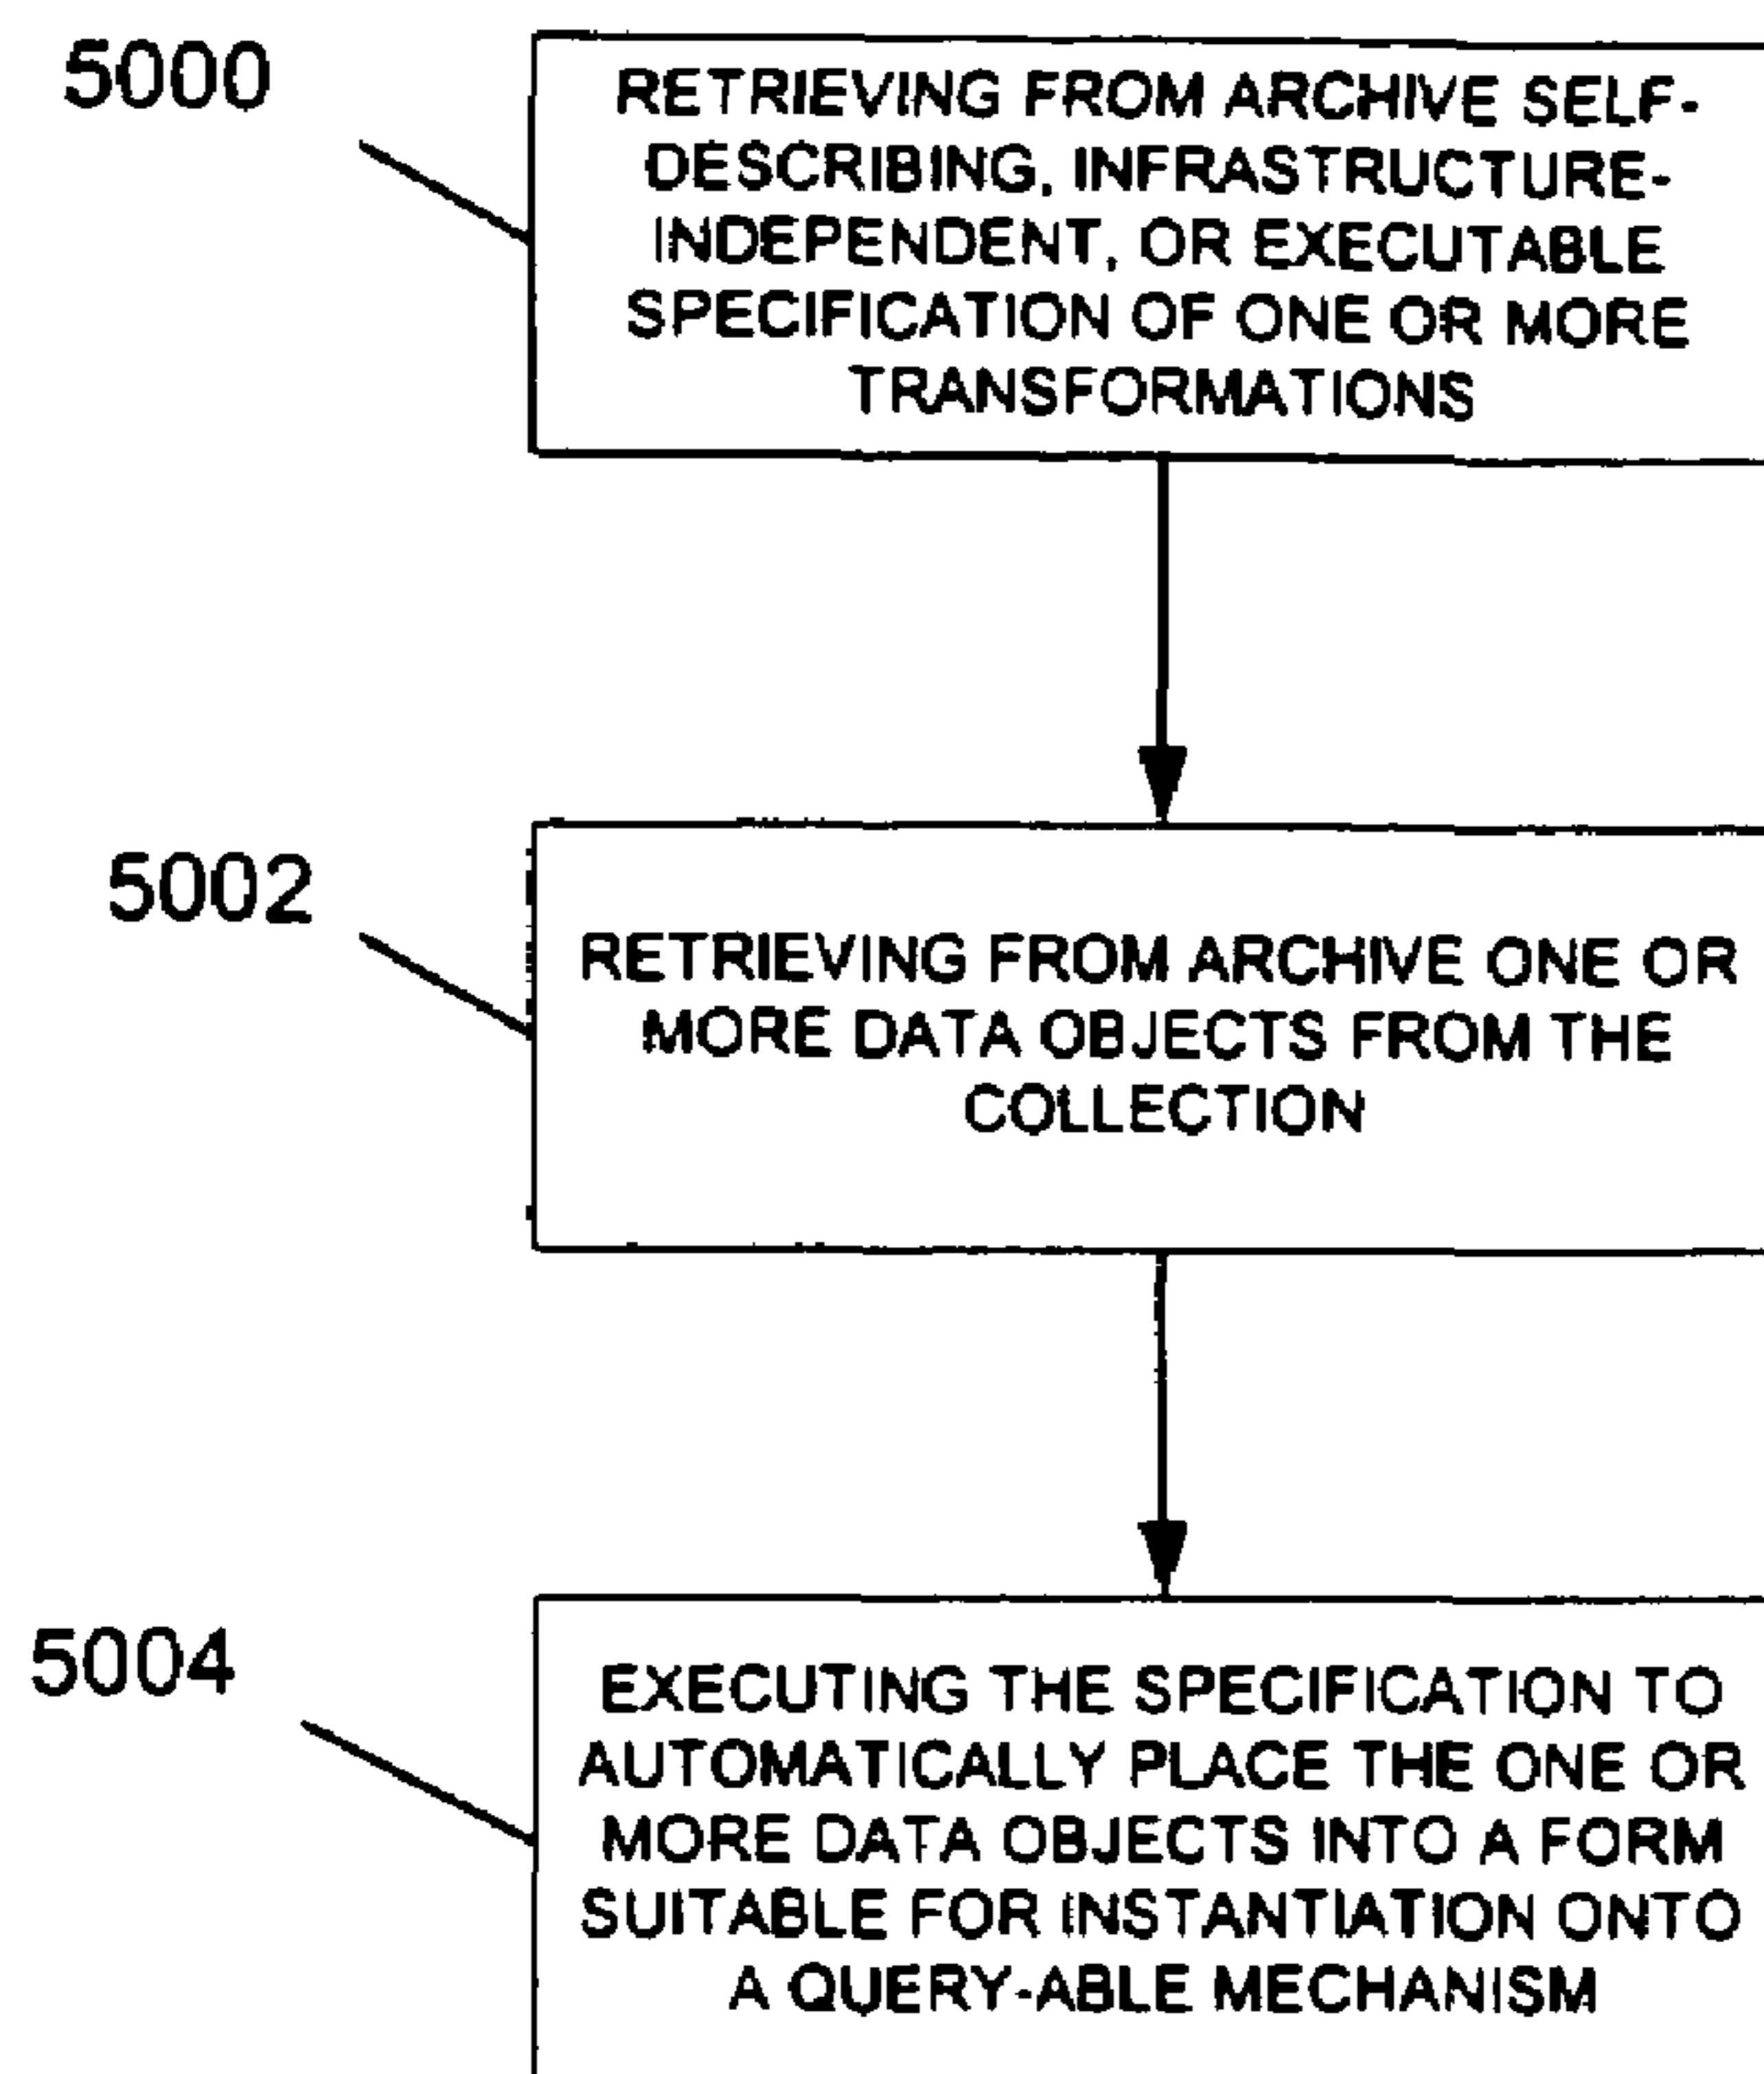 5000
RETRIEVING FROM ARCHIVE SELF-
DESCRIBING, INFRASTRUCTURE-
INDEPENDENT, OR EXECUTABLE
SPECIFICATION OF ONE OR MORE
TRANSFORMATIONS
5002
RETRIEVING FROM ARCHIVE ONE OR
MORE DATA OBJECTS FROM THE
COLLECTION
5004
EXECUTING THE SPECIFICATION TO
AUTOMATICALLY PLACE THE ONE OR
MORE DATA OBJECTS INTO A FORM
SUITABLE FOR INSTANTIATION ONTO
A QUERY-ABLE MECHANISM